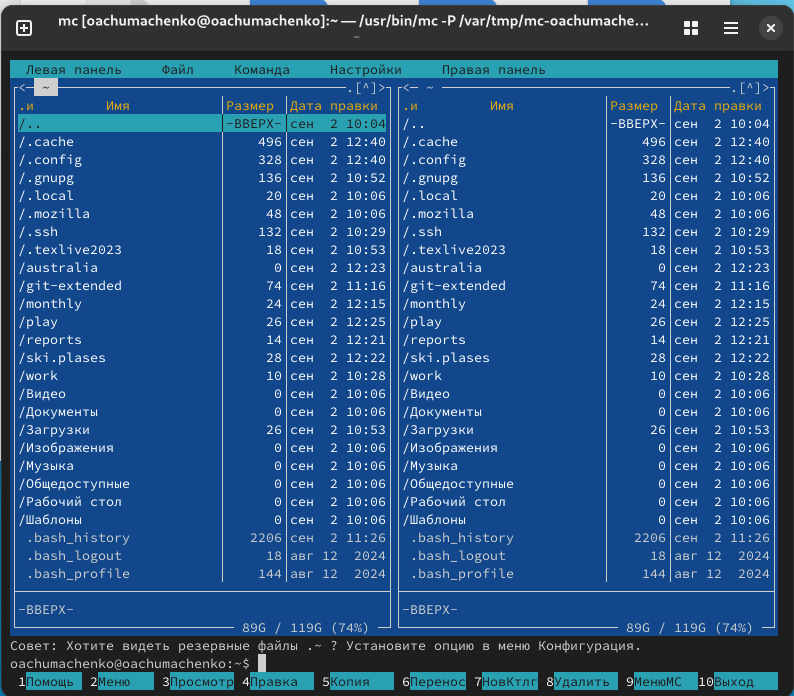 mc [oachumachenko@oachumachenko]:~ — /usr/bin/mc -P /var/tmp/mc-oachumache...
~
Левая панель Файл Команда Настройки Правая панель
<─ ~ .[^]> <─ ~ .[^]>
.и Имя Размер Дата правки .и Имя Размер Дата правки
/.. -ВВЕРХ- сен 2 10:04 /.. -ВВЕРХ- сен 2 10:04
/.cache 496 сен 2 12:40 /.cache 496 сен 2 12:40
/.config 328 сен 2 12:40 /.config 328 сен 2 12:40
/.gnupg 136 сен 2 10:52 /.gnupg 136 сен 2 10:52
/.local 20 сен 2 10:06 /.local 20 сен 2 10:06
/.mozilla 48 сен 2 10:06 /.mozilla 48 сен 2 10:06
/.ssh 132 сен 2 10:29 /.ssh 132 сен 2 10:29
/.texlive2023 18 сен 2 10:53 /.texlive2023 18 сен 2 10:53
/australia 0 сен 2 12:23 /australia 0 сен 2 12:23
/git-extended 74 сен 2 11:16 /git-extended 74 сен 2 11:16
/monthly 24 сен 2 12:15 /monthly 24 сен 2 12:15
/play 26 сен 2 12:25 /play 26 сен 2 12:25
/reports 14 сен 2 12:21 /reports 14 сен 2 12:21
/ski.plases 28 сен 2 12:22 /ski.plases 28 сен 2 12:22
/work 10 сен 2 10:28 /work 10 сен 2 10:28
/Видео 0 сен 2 10:06 /Видео 0 сен 2 10:06
/Документы 0 сен 2 10:06 /Документы 0 сен 2 10:06
/Загрузки 26 сен 2 10:53 /Загрузки 26 сен 2 10:53
/Изображения 0 сен 2 10:06 /Изображения 0 сен 2 10:06
/Музыка 0 сен 2 10:06 /Музыка 0 сен 2 10:06
/Общедоступные 0 сен 2 10:06 /Общедоступные 0 сен 2 10:06
/Рабочий стол 0 сен 2 10:06 /Рабочий стол 0 сен 2 10:06
/Шаблоны 0 сен 2 10:06 /Шаблоны 0 сен 2 10:06
.bash_history 2206 сен 2 11:26 .bash_history 2206 сен 2 11:26
.bash_logout 18 авг 12 2024 .bash_logout 18 авг 12 2024
.bash_profile 144 авг 12 2024 .bash_profile 144 авг 12 2024
-ВВЕРХ- -ВВЕРХ-
89G / 119G (74%) 89G / 119G (74%)
Совет: Хотите видеть резервные файлы .~ ? Установите опцию в меню Конфигурация.
oachumachenko@oachumachenko:~$
1Помощь 2Меню 3Просмотр 4Правка 5Копия 6Перенос 7НовКтлг 8Удалить 9МенюMC 10Выход